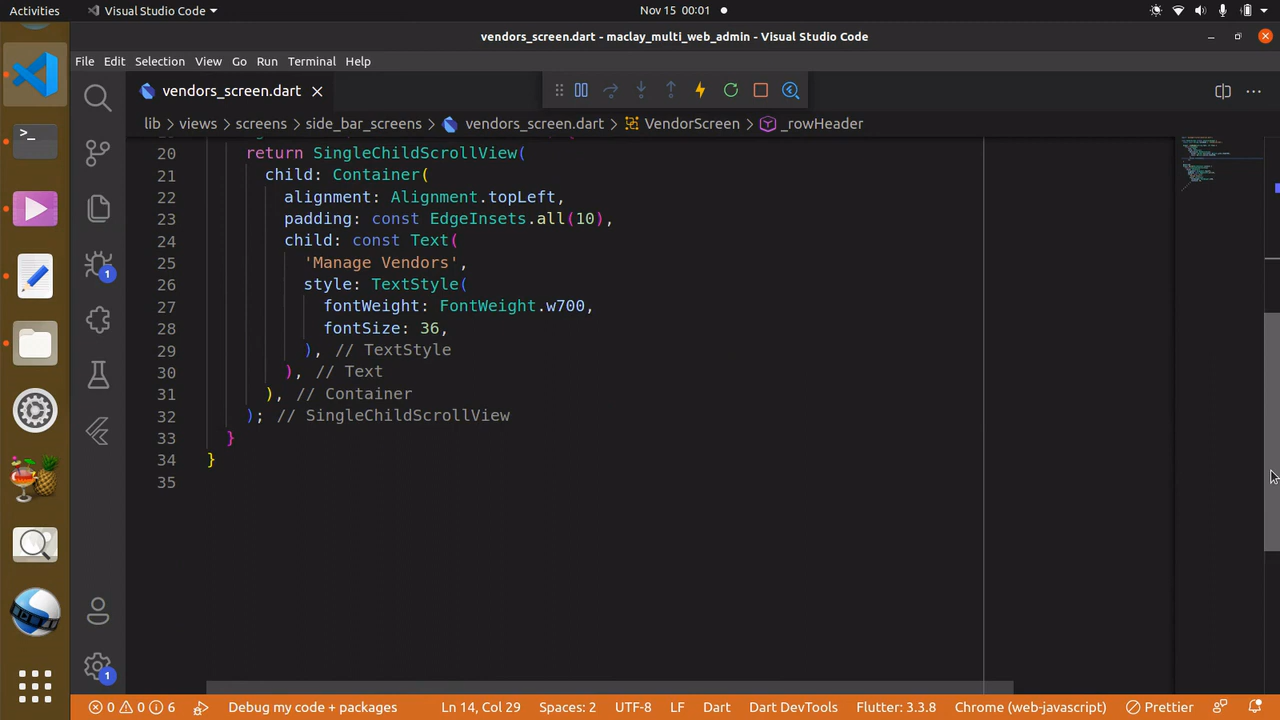 Activities
Visual Studio Code
Nov 15 00:01
vendors_screen.dart - maclay_multi_web_admin - Visual Studio Code
File Edit Selection View Go Run Terminal Help
vendors_screen.dart
lib > views > screens > side_bar_screens > vendors_screen.dart > VendorScreen > _rowHeader
20 return SingleChildScrollView(
21 child: Container(
22 alignment: Alignment.topLeft,
23 padding: const EdgeInsets.all(10),
24 child: const Text(
25 'Manage Vendors',
26 style: TextStyle(
27 fontWeight: FontWeight.w700,
28 fontSize: 36,
29 ), // TextStyle
30 ), // Text
31 ), // Container
32 ); // SingleChildScrollView
33 }
34 }
35
1
1
0 0 6 Debug my code + packages Ln 14, Col 29 Spaces: 2 UTF-8 LF Dart Dart DevTools Flutter: 3.3.8 Chrome (web-javascript) Prettier